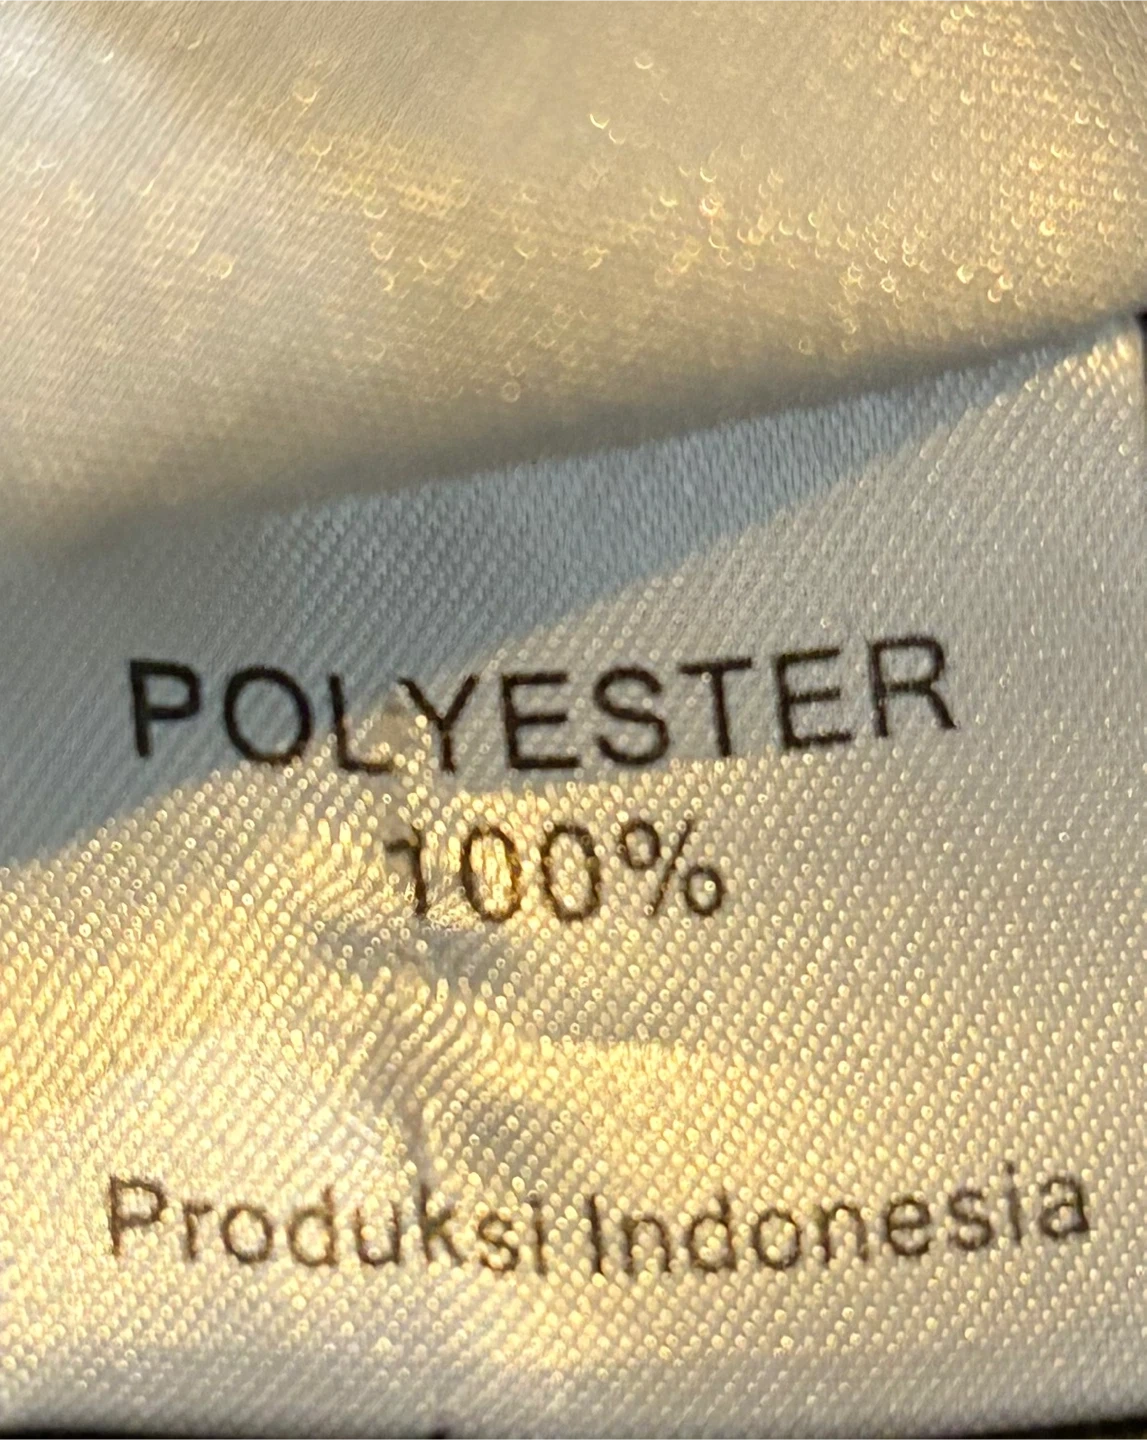 POLYESTER
100%
Produksi Indonesia